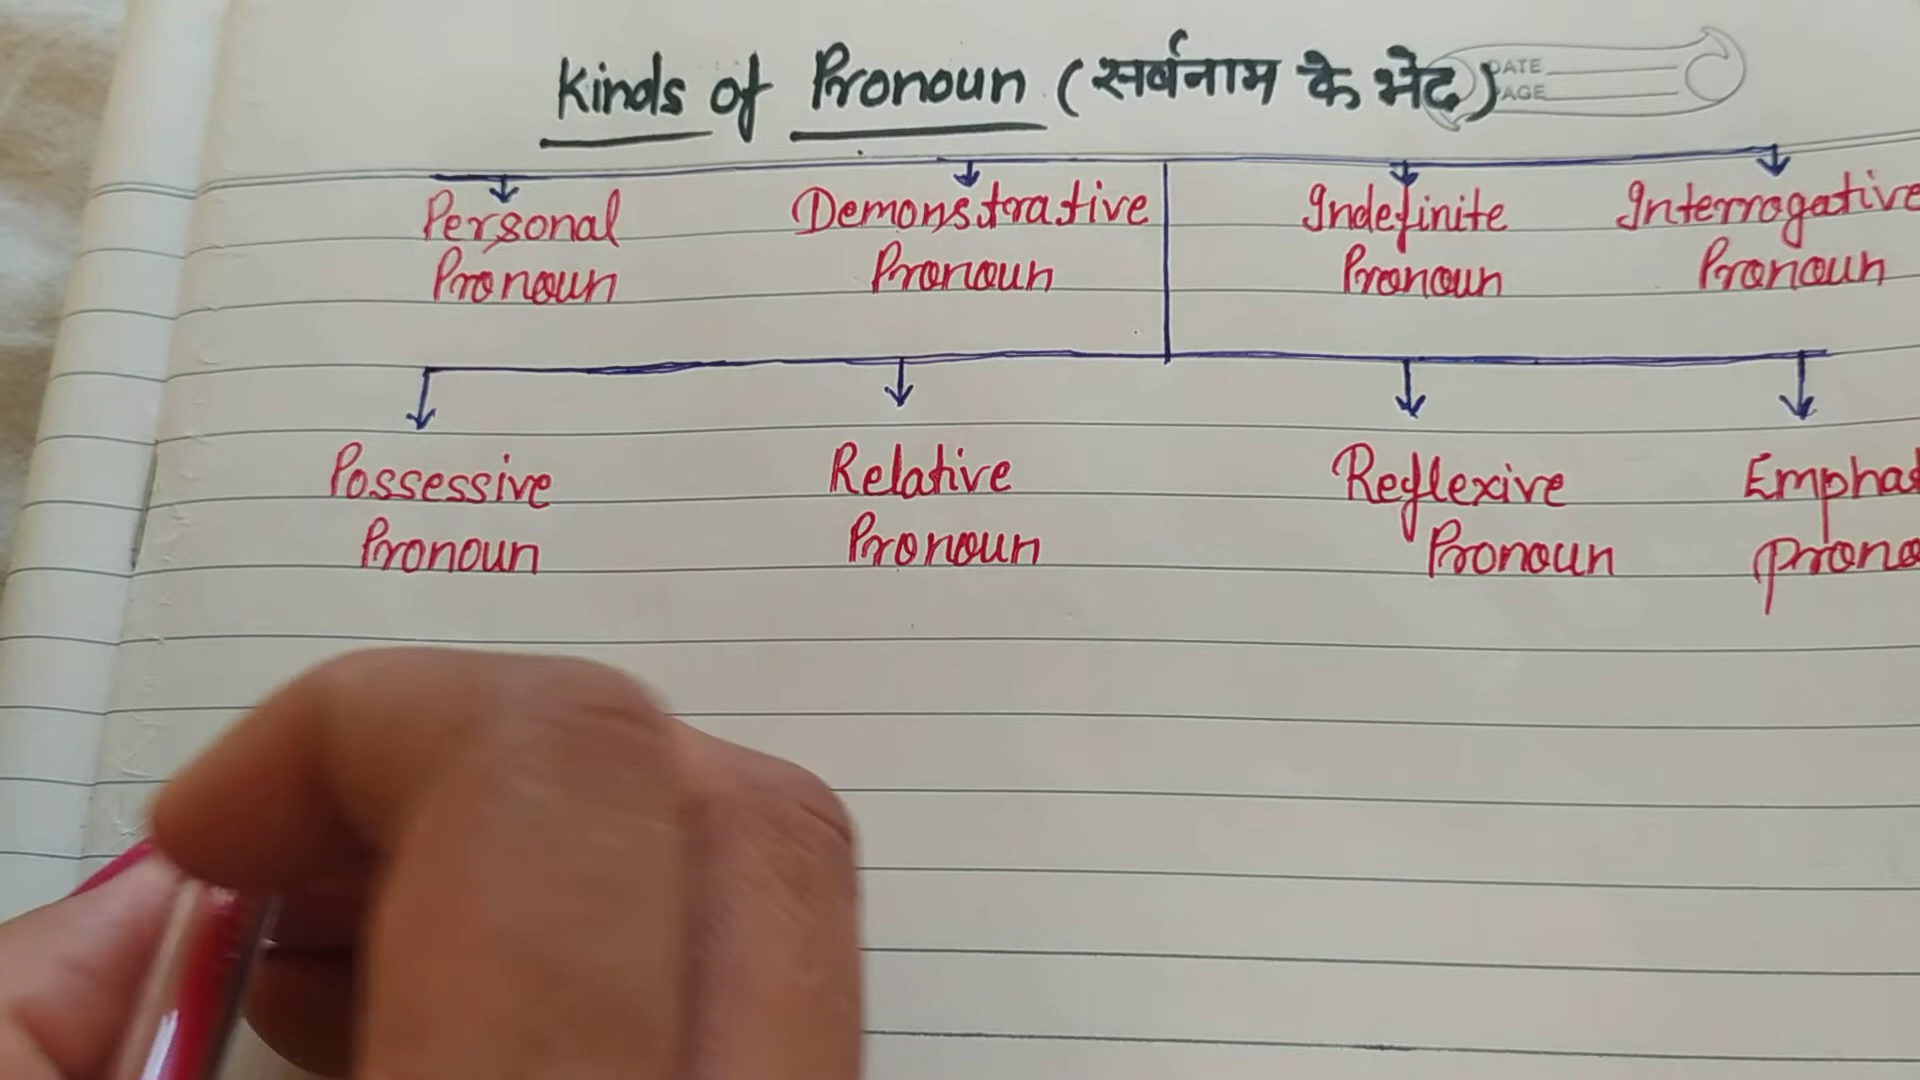 Kinds of Pronoun (सर्वनाम के भेद)
DATE
AGE
Personal Pronoun
Demonstrative Pronoun
Indefinite Pronoun
Interrogative Pronoun
Possessive Pronoun
Relative Pronoun
Reflexive Pronoun